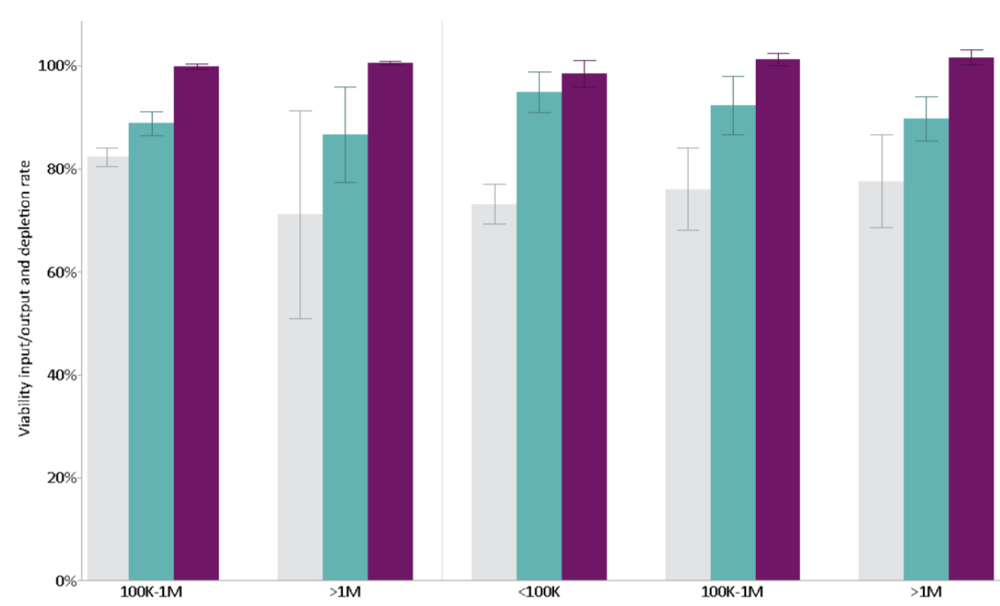 Viability input/output and depletion rate
100%
80%
60%
40%
20%
0%
100K-1M
>1M
<100K
100K-1M
>1M